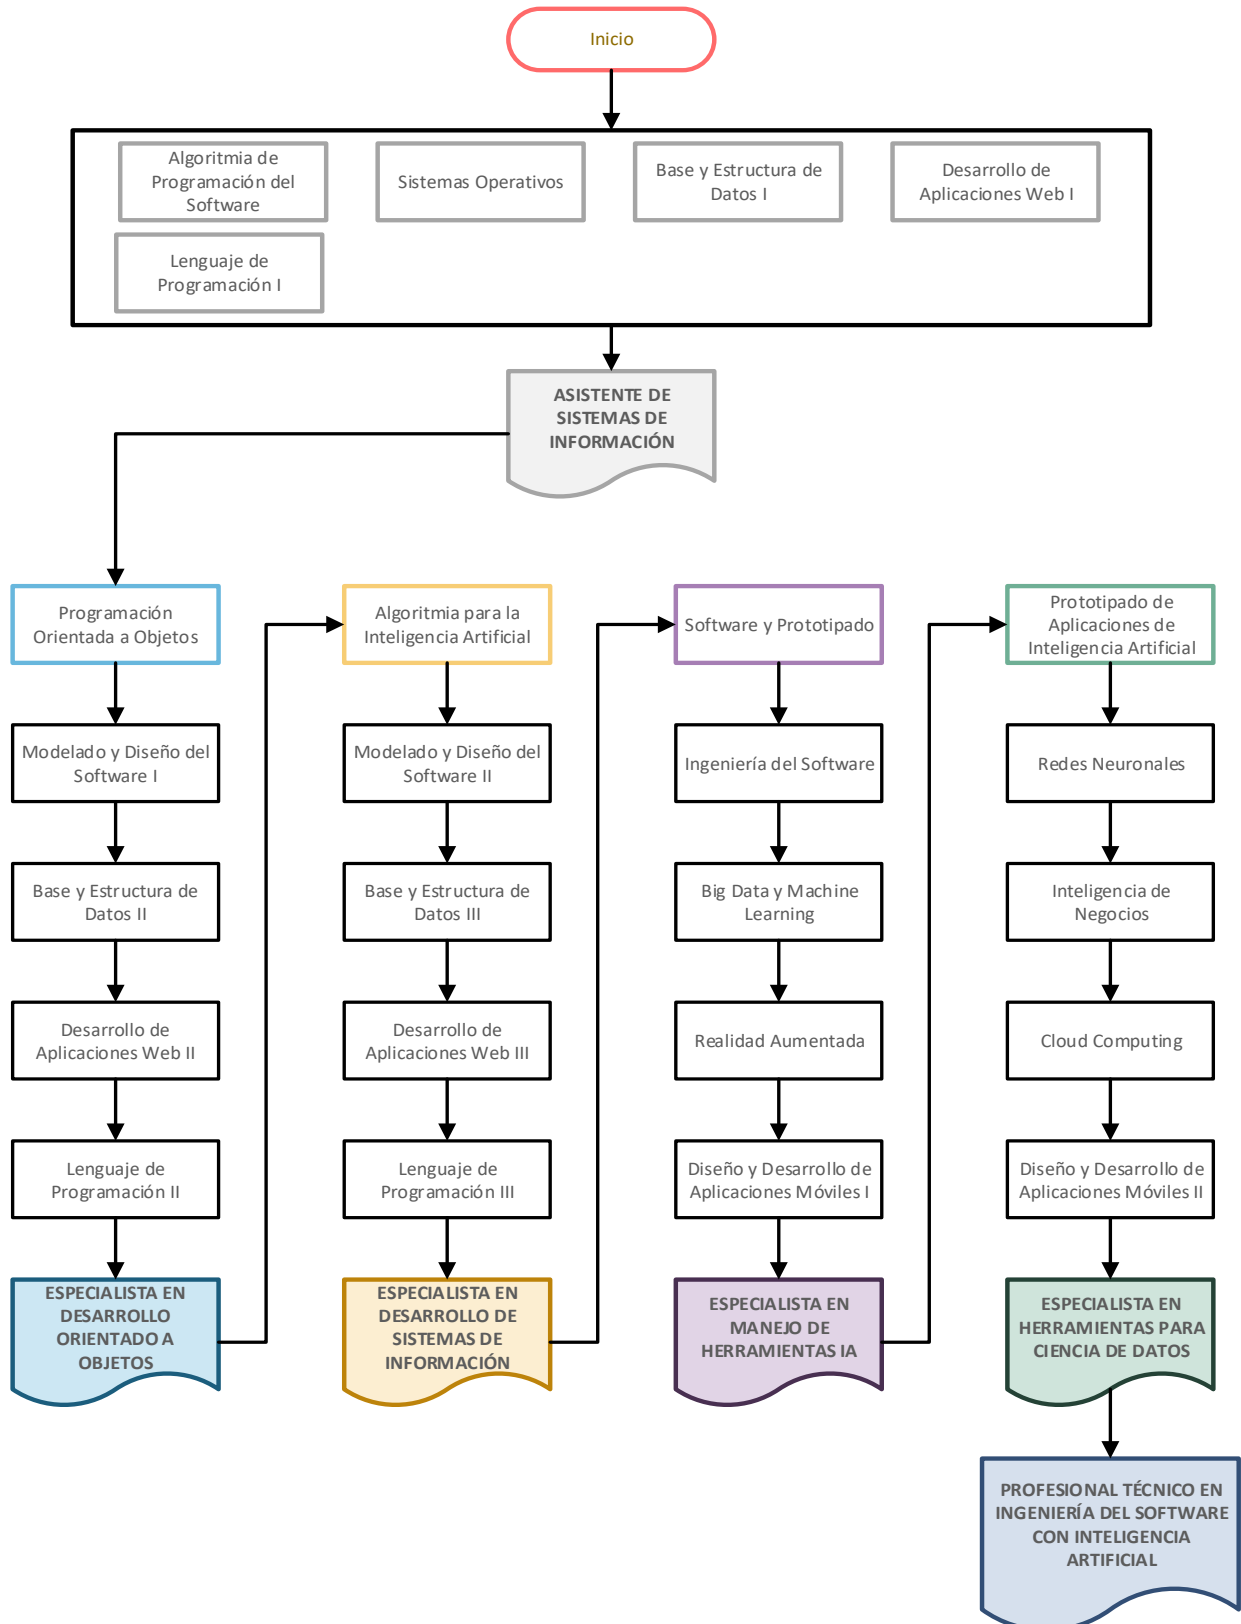 Inicio
Algoritmia de
Programación del
Software
Sistemas Operativos
Base y Estructura de
Datos I
Desarrollo de
Aplicaciones Web I
Lenguaje de
Programación I
ASISTENTE DE
SISTEMAS DE
INFORMACIÓN
Programación
Orientada a Objetos
Modelado y Diseño del
Software I
Base y Estructura de
Datos II
Desarrollo de
Aplicaciones Web II
Lenguaje de
Programación II
ESPECIALISTA EN
DESARROLLO
ORIENTADO A
OBJETOS
Algoritmia para la
Inteligencia Artificial
Modelado y Diseño del
Software II
Base y Estructura de
Datos III
Desarrollo de
Aplicaciones Web III
Lenguaje de
Programación III
ESPECIALISTA EN
DESARROLLO DE
SISTEMAS DE
INFORMACIÓN
Software y Prototipado
Ingeniería del Software
Big Data y Machine
Learning
Realidad Aumentada
Diseño y Desarrollo de
Aplicaciones Móviles I
ESPECIALISTA EN
MANEJO DE
HERRAMIENTAS IA
Prototipado de
Aplicaciones de
Inteligencia Artificial
Redes Neuronales
Inteligencia de
Negocios
Cloud Computing
Diseño y Desarrollo de
Aplicaciones Móviles II
ESPECIALISTA EN
HERRAMIENTAS PARA
CIENCIA DE DATOS
PROFESIONAL TÉCNICO EN
INGENIERÍA DEL SOFTWARE
CON INTELIGENCIA
ARTIFICIAL